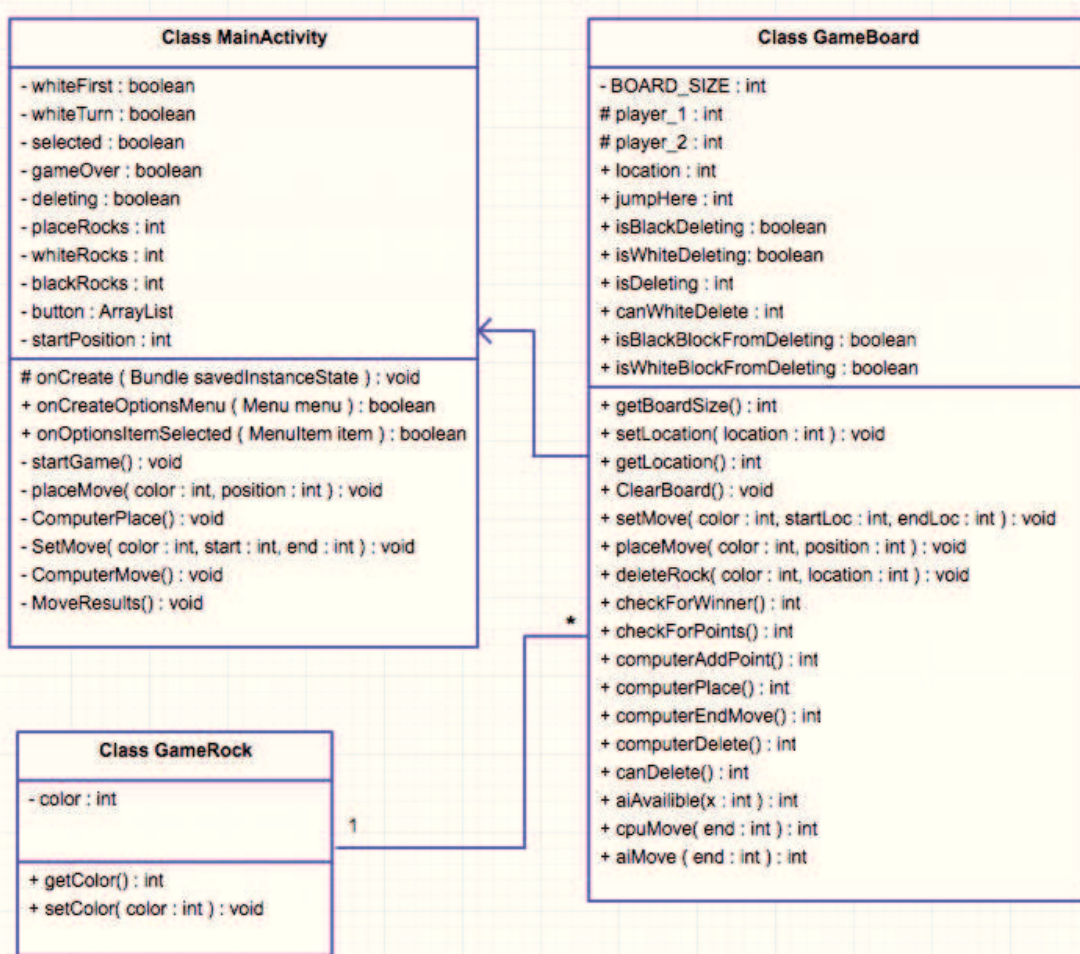 Class MainActivity
- whiteFirst : boolean
- whiteTurn : boolean
- selected : boolean
- gameOver : boolean
- deleting : boolean
- placeRocks : int
- whiteRocks : int
- blackRocks : int
- button : ArrayList
- startPosition : int
# onCreate ( Bundle savedInstanceState ) : void
+ onCreateOptionsMenu ( Menu menu ) : boolean
+ onOptionsItemSelected ( MenuItem item ) : boolean
- startGame() : void
- placeMove( color : int, position : int ) : void
- ComputerPlace() : void
- SetMove( color : int, start : int, end : int ) : void
- ComputerMove() : void
- MoveResults() : void
Class GameBoard
- BOARD_SIZE : int
# player_1 : int
# player_2 : int
+ location : int
+ jumpHere : int
+ isBlackDeleting : boolean
+ isWhiteDeleting: boolean
+ isDeleting : int
+ canWhiteDelete : int
+ isBlackBlockFromDeleting : boolean
+ isWhiteBlockFromDeleting : boolean
+ getBoardSize() : int
+ setLocation( location : int ) : void
+ getLocation() : int
+ ClearBoard() : void
+ setMove( color : int, startLoc : int, endLoc : int ) : void
+ placeMove( color : int, position : int ) : void
+ deleteRock( color : int, location : int ) : void
+ checkForWinner() : int
+ checkForPoints() : int
+ computerAddPoint() : int
+ computerPlace() : int
+ computerEndMove() : int
+ computerDelete() : int
+ canDelete() : int
+ aiAvailible(x : int ) : int
+ cpuMove( end : int ) : int
+ aiMove ( end : int ) : int
*
1
Class GameRock
- color : int
+ getColor() : int
+ setColor( color : int ) : void